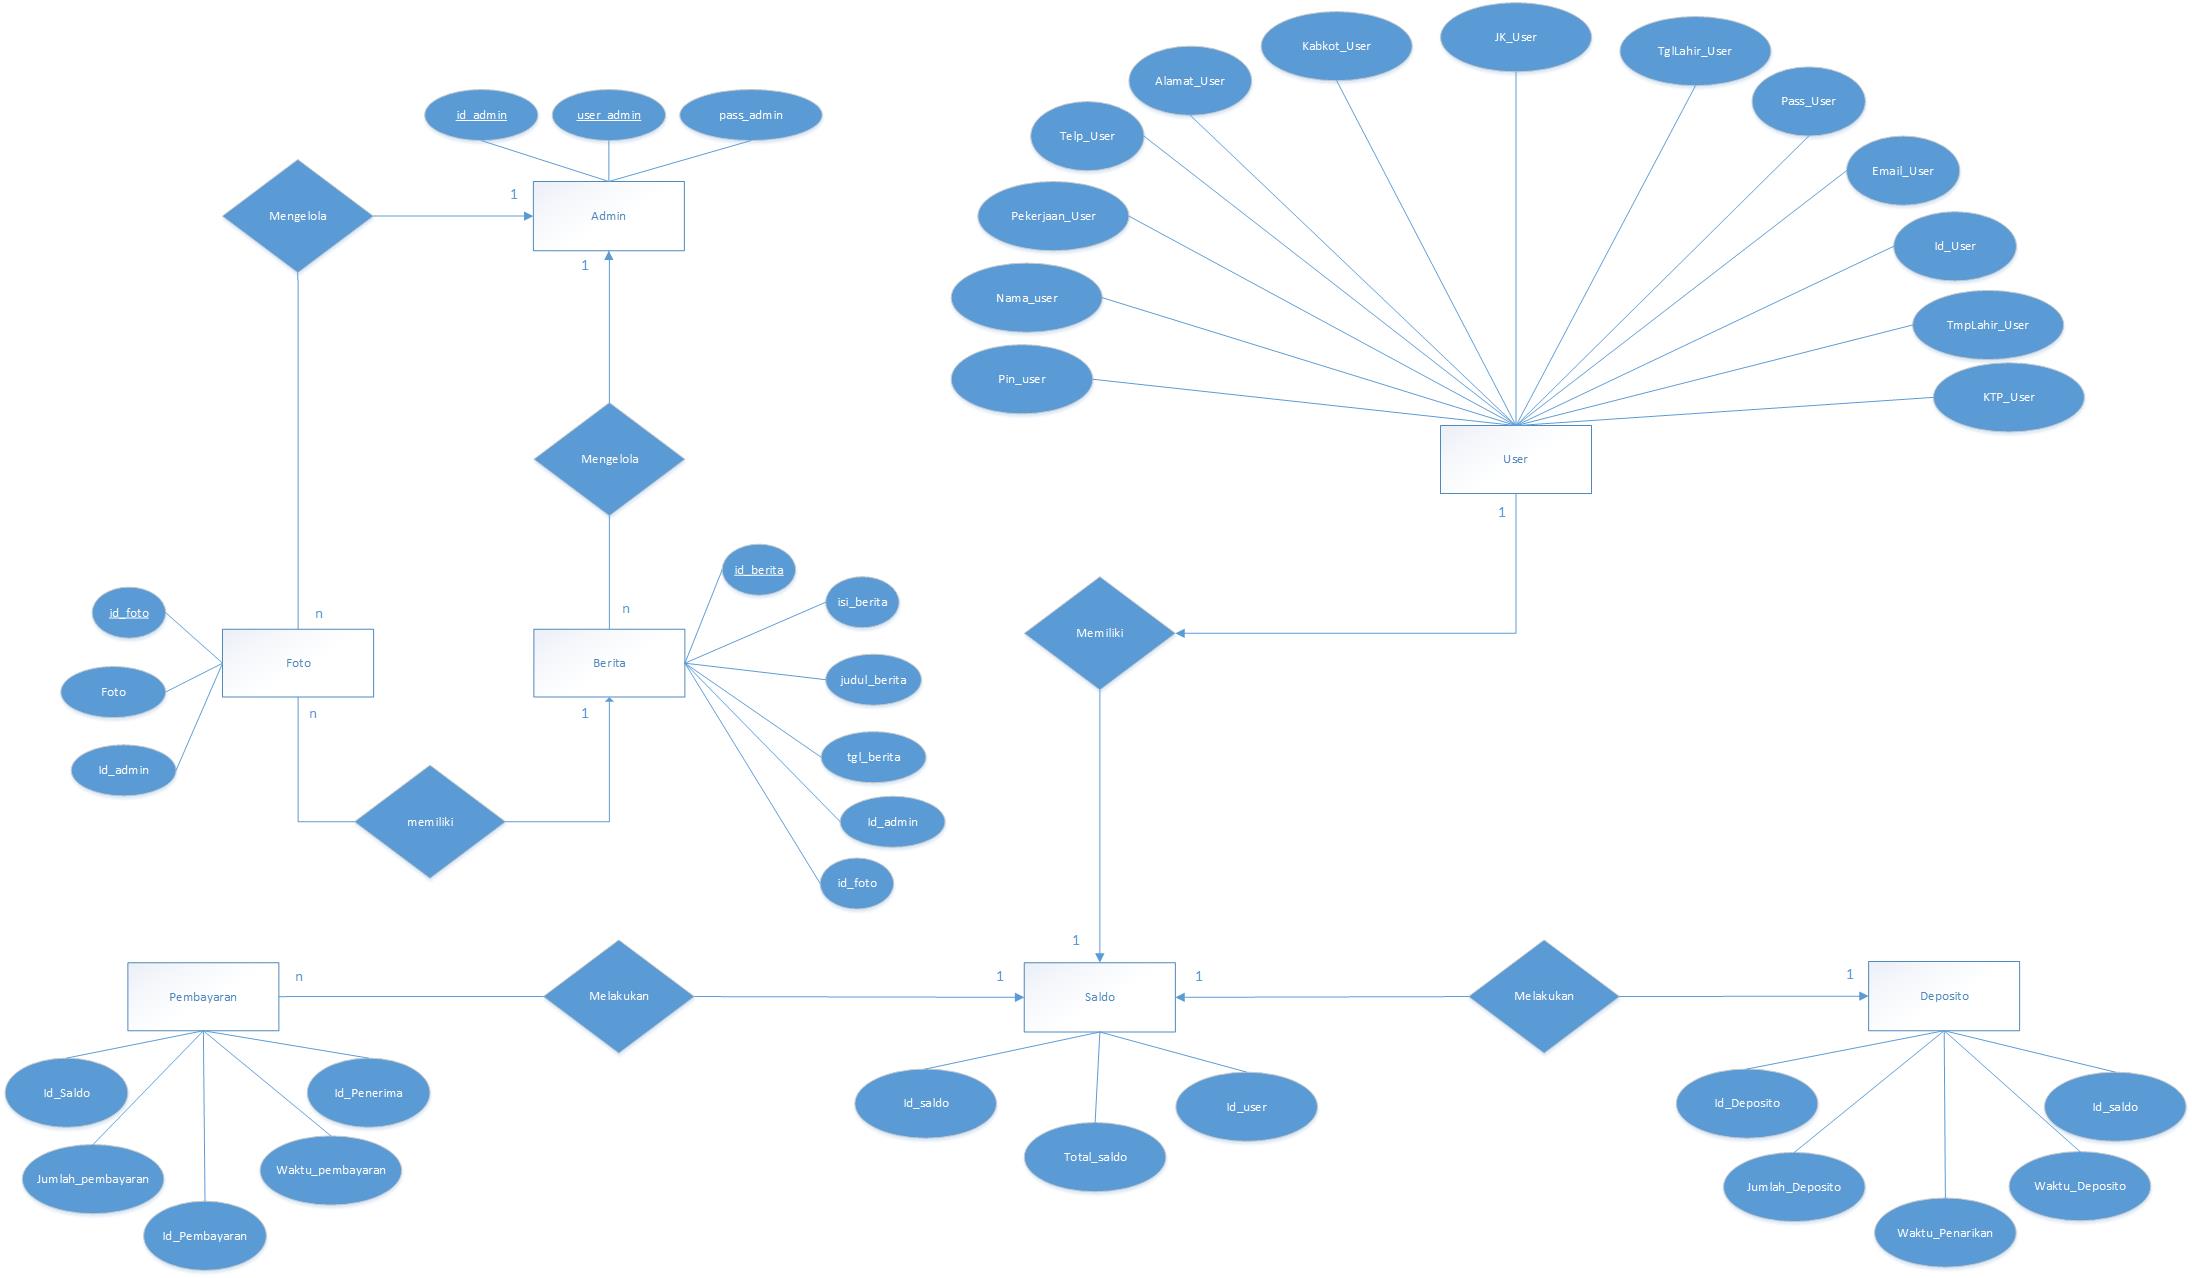 JK_User
Kabkot_User
TglLahir_User
Alamat_User
Pass_User
id_admin
user_admin
pass_admin
Telp_User
Email_User
1
Mengelola
Admin
Pekerjaan_User
Id_User
1
Nama_user
TmpLahir_User
Pin_user
KTP_User
Mengelola
User
1
id_berita
isi_berita
n
id_foto
n
Memiliki
Foto
Berita
judul_berita
Foto
n
1
tgl_berita
Id_admin
memiliki
Id_admin
id_foto
1
n
1
1
1
Pembayaran
Melakukan
Saldo
Melakukan
Deposito
Id_Saldo
Id_Penerima
Id_saldo
Id_user
Id_Deposito
Id_saldo
Total_saldo
Jumlah_pembayaran
Waktu_pembayaran
Jumlah_Deposito
Waktu_Deposito
Id_Pembayaran
Waktu_Penarikan